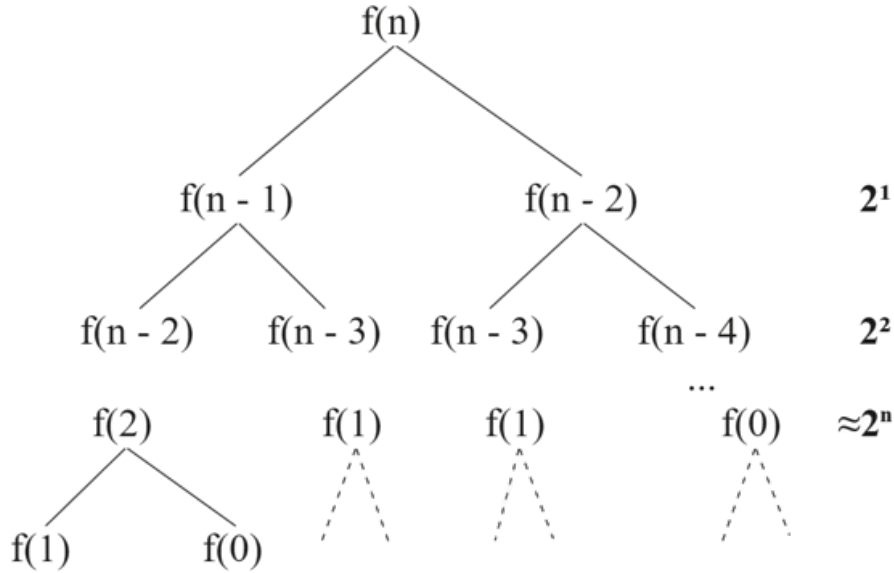 f(n)
f(n - 1) f(n - 2) 2¹
f(n - 2) f(n - 3) f(n - 3) f(n - 4) 2²
...
f(2) f(1) f(1) f(0) ≈2ⁿ
f(1) f(0)